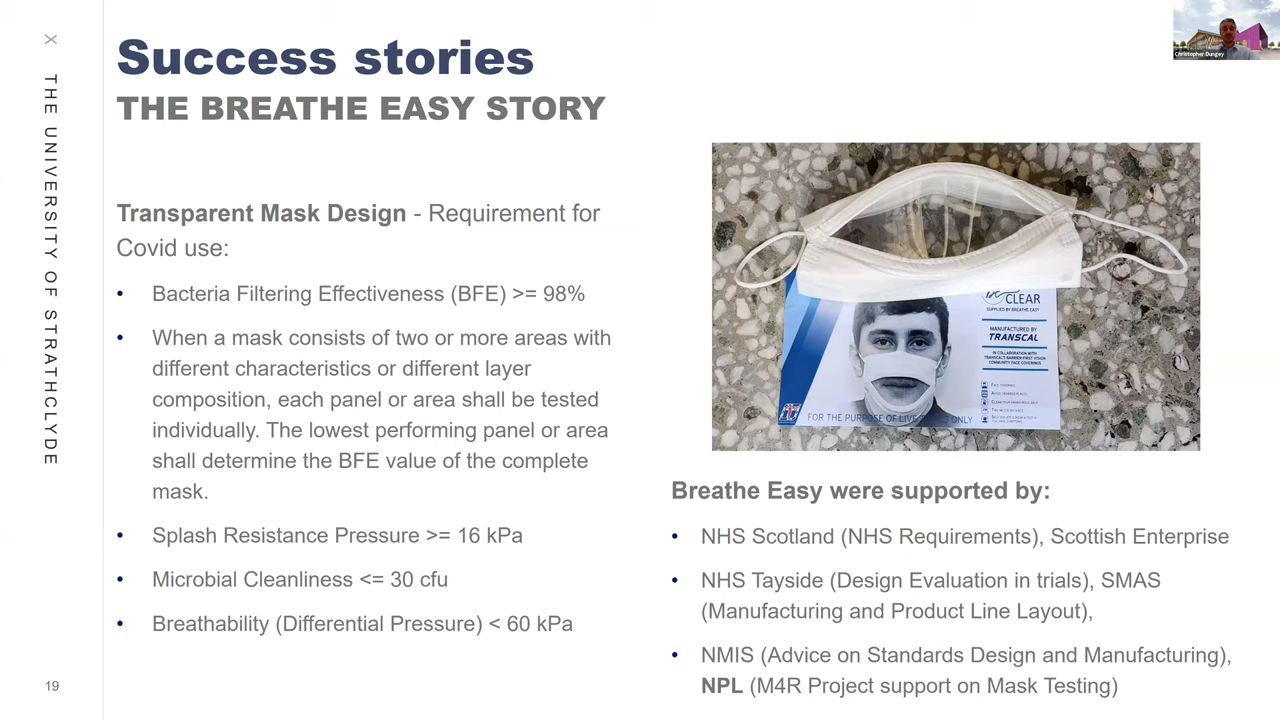 X THE UNIVERSITY OF STRATHCLYDE
Success stories
THE BREATHE EASY STORY
Christopher Dungey
Transparent Mask Design - Requirement for
Covid use:
• Bacteria Filtering Effectiveness (BFE) >= 98%
• When a mask consists of two or more areas with
different characteristics or different layer
composition, each panel or area shall be tested
individually. The lowest performing panel or area
shall determine the BFE value of the complete
mask.
• Splash Resistance Pressure >= 16 kPa
• Microbial Cleanliness <= 30 cfu
• Breathability (Differential Pressure) < 60 kPa
CLEAR
SUPPLIED BY BREATHE EASY
MANUFACTURED BY
TRANSCAL
IN COLLABORATION WITH
TRANSCAL'S BARRIER FIRST VISION
COMMUNITY FACE COVERINGS
FOR THE PURPOSE OF LIVE ONLY
Breathe Easy were supported by:
• NHS Scotland (NHS Requirements), Scottish Enterprise
• NHS Tayside (Design Evaluation in trials), SMAS
(Manufacturing and Product Line Layout),
• NMIS (Advice on Standards Design and Manufacturing),
NPL (M4R Project support on Mask Testing)
19